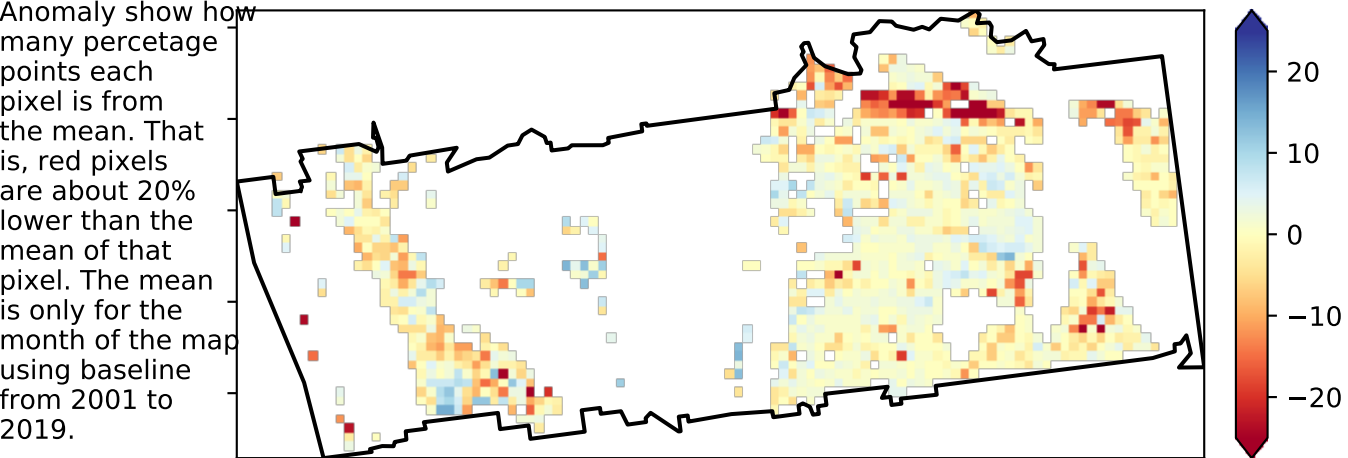 Anomaly show how
many percetage
points each
pixel is from
the mean. That
is, red pixels
are about 20%
lower than the
mean of that
pixel. The mean
is only for the
month of the map
using baseline
from 2001 to
2019.
20
10
0
−10
−20